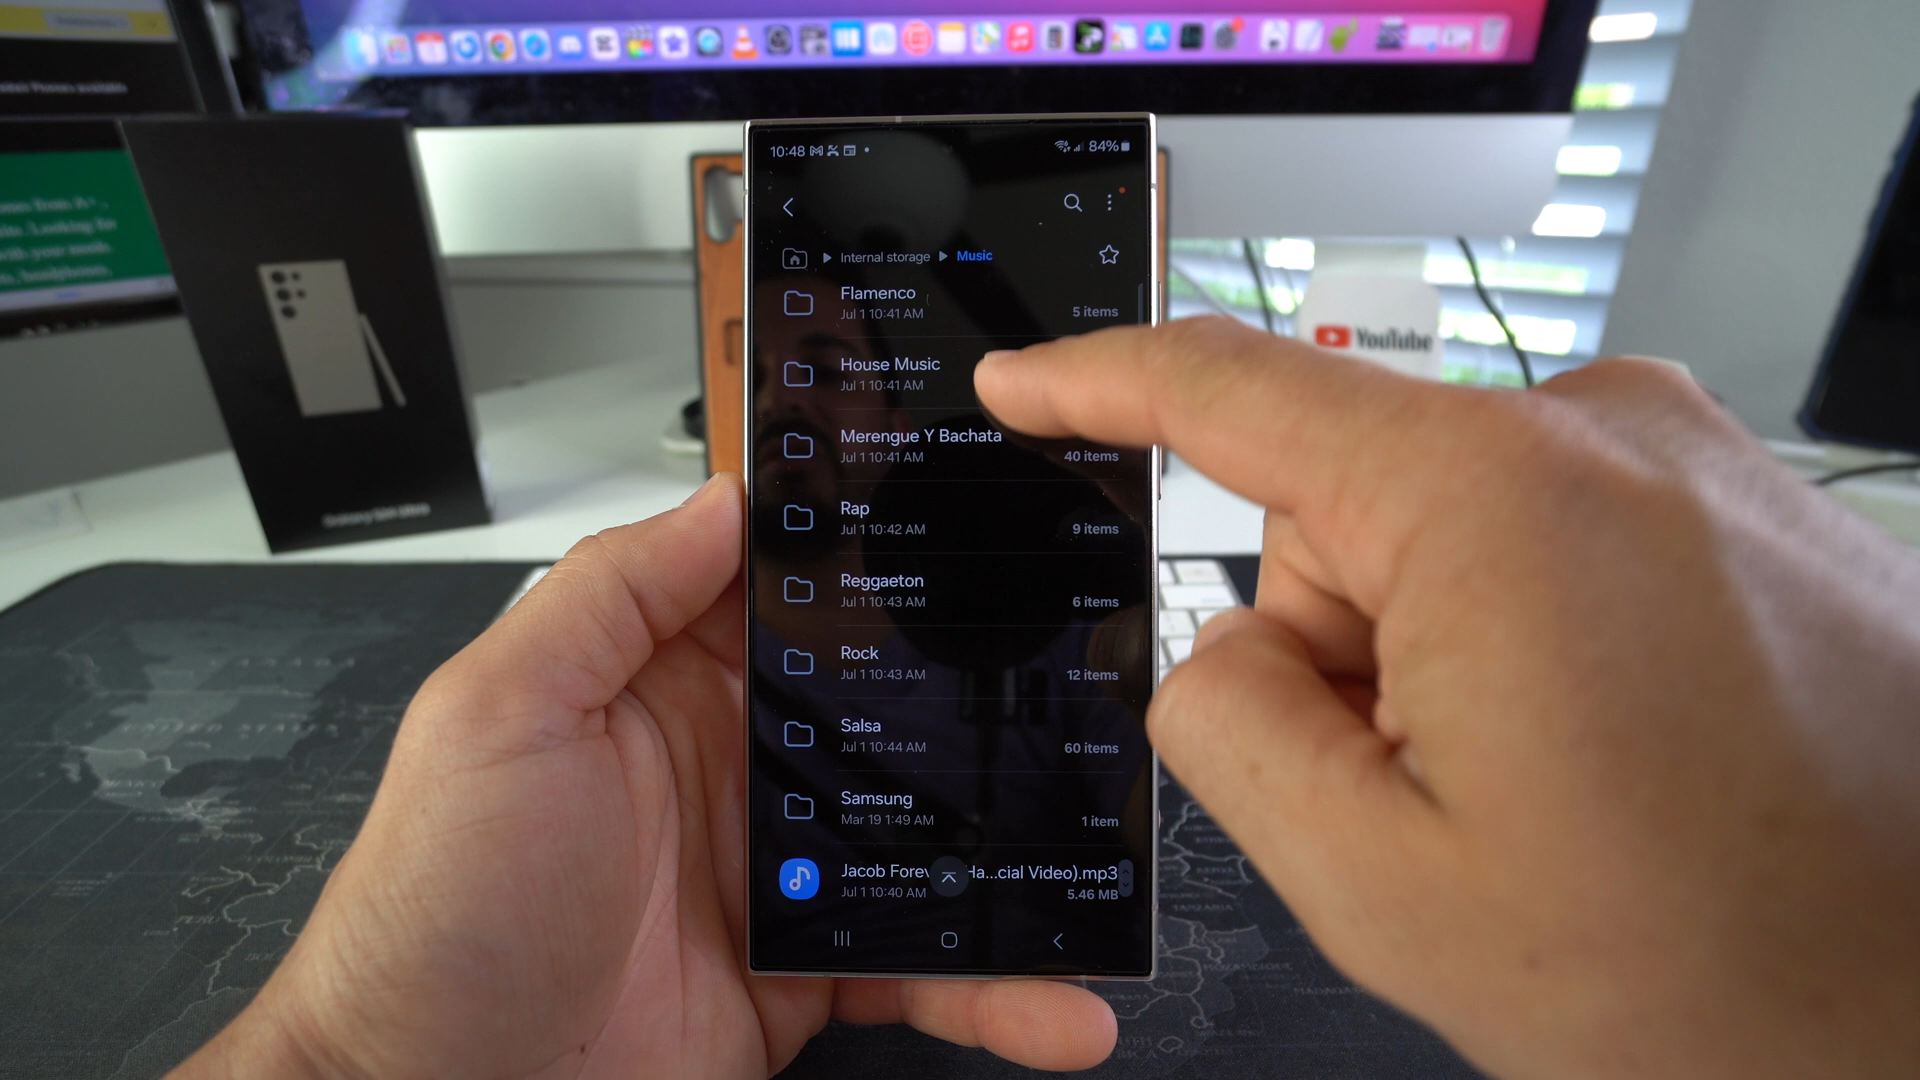 10:48
84%
Internal storage
Music
Flamenco
Jul 1 10:41 AM
5 items
House Music
Jul 1 10:41 AM
Merengue Y Bachata
Jul 1 10:41 AM
40 items
Rap
Jul 1 10:42 AM
9 items
Reggaeton
Jul 1 10:43 AM
6 items
Rock
Jul 1 10:43 AM
12 items
Salsa
Jul 1 10:44 AM
60 items
Samsung
Mar 19 1:49 AM
1 item
Jacob Forev Ha...cial Video).mp3
Jul 1 10:40 AM
5.46 MB
YouTube
Galaxy S24 Ultra